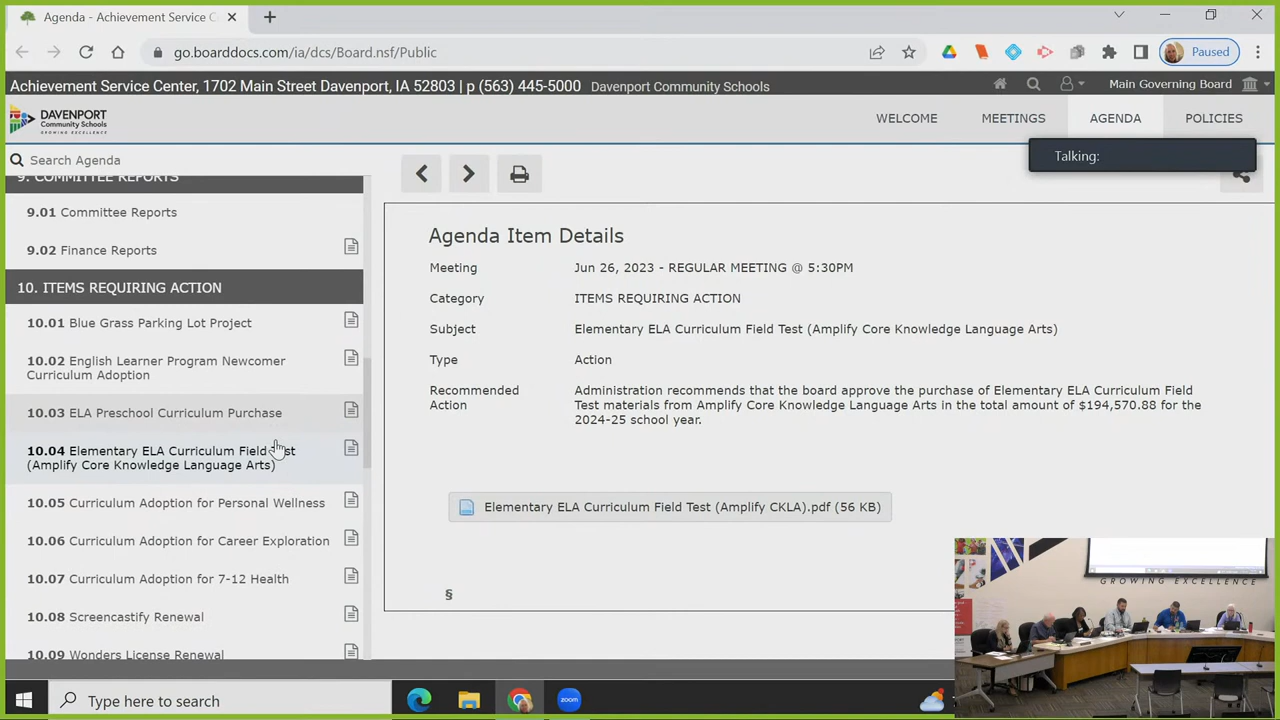 Agenda - Achievement Service C
go.boarddocs.com/ia/dcs/Board.nsf/Public
Paused
Achievement Service Center, 1702 Main Street Davenport, IA 52803 | p (563) 445-5000 Davenport Community Schools
Main Governing Board
DAVENPORT
Community Schools
GROWING EXCELLENCE
WELCOME
MEETINGS
AGENDA
POLICIES
Talking:
Search Agenda
9. COMMITTEE REPORTS
9.01 Committee Reports
9.02 Finance Reports
10. ITEMS REQUIRING ACTION
10.01 Blue Grass Parking Lot Project
10.02 English Learner Program Newcomer
Curriculum Adoption
10.03 ELA Preschool Curriculum Purchase
10.04 Elementary ELA Curriculum Field Test
(Amplify Core Knowledge Language Arts)
10.05 Curriculum Adoption for Personal Wellness
10.06 Curriculum Adoption for Career Exploration
10.07 Curriculum Adoption for 7-12 Health
10.08 Screencastify Renewal
10.09 Wonders License Renewal
Agenda Item Details
Meeting Jun 26, 2023 - REGULAR MEETING @ 5:30PM
Category ITEMS REQUIRING ACTION
Subject Elementary ELA Curriculum Field Test (Amplify Core Knowledge Language Arts)
Type Action
Recommended Administration recommends that the board approve the purchase of Elementary ELA Curriculum Field
Action Test materials from Amplify Core Knowledge Language Arts in the total amount of $194,570.88 for the
2024-25 school year.
Elementary ELA Curriculum Field Test (Amplify CKLA).pdf (56 KB)
§
GROWING EXCELLENCE
Type here to search
zoom